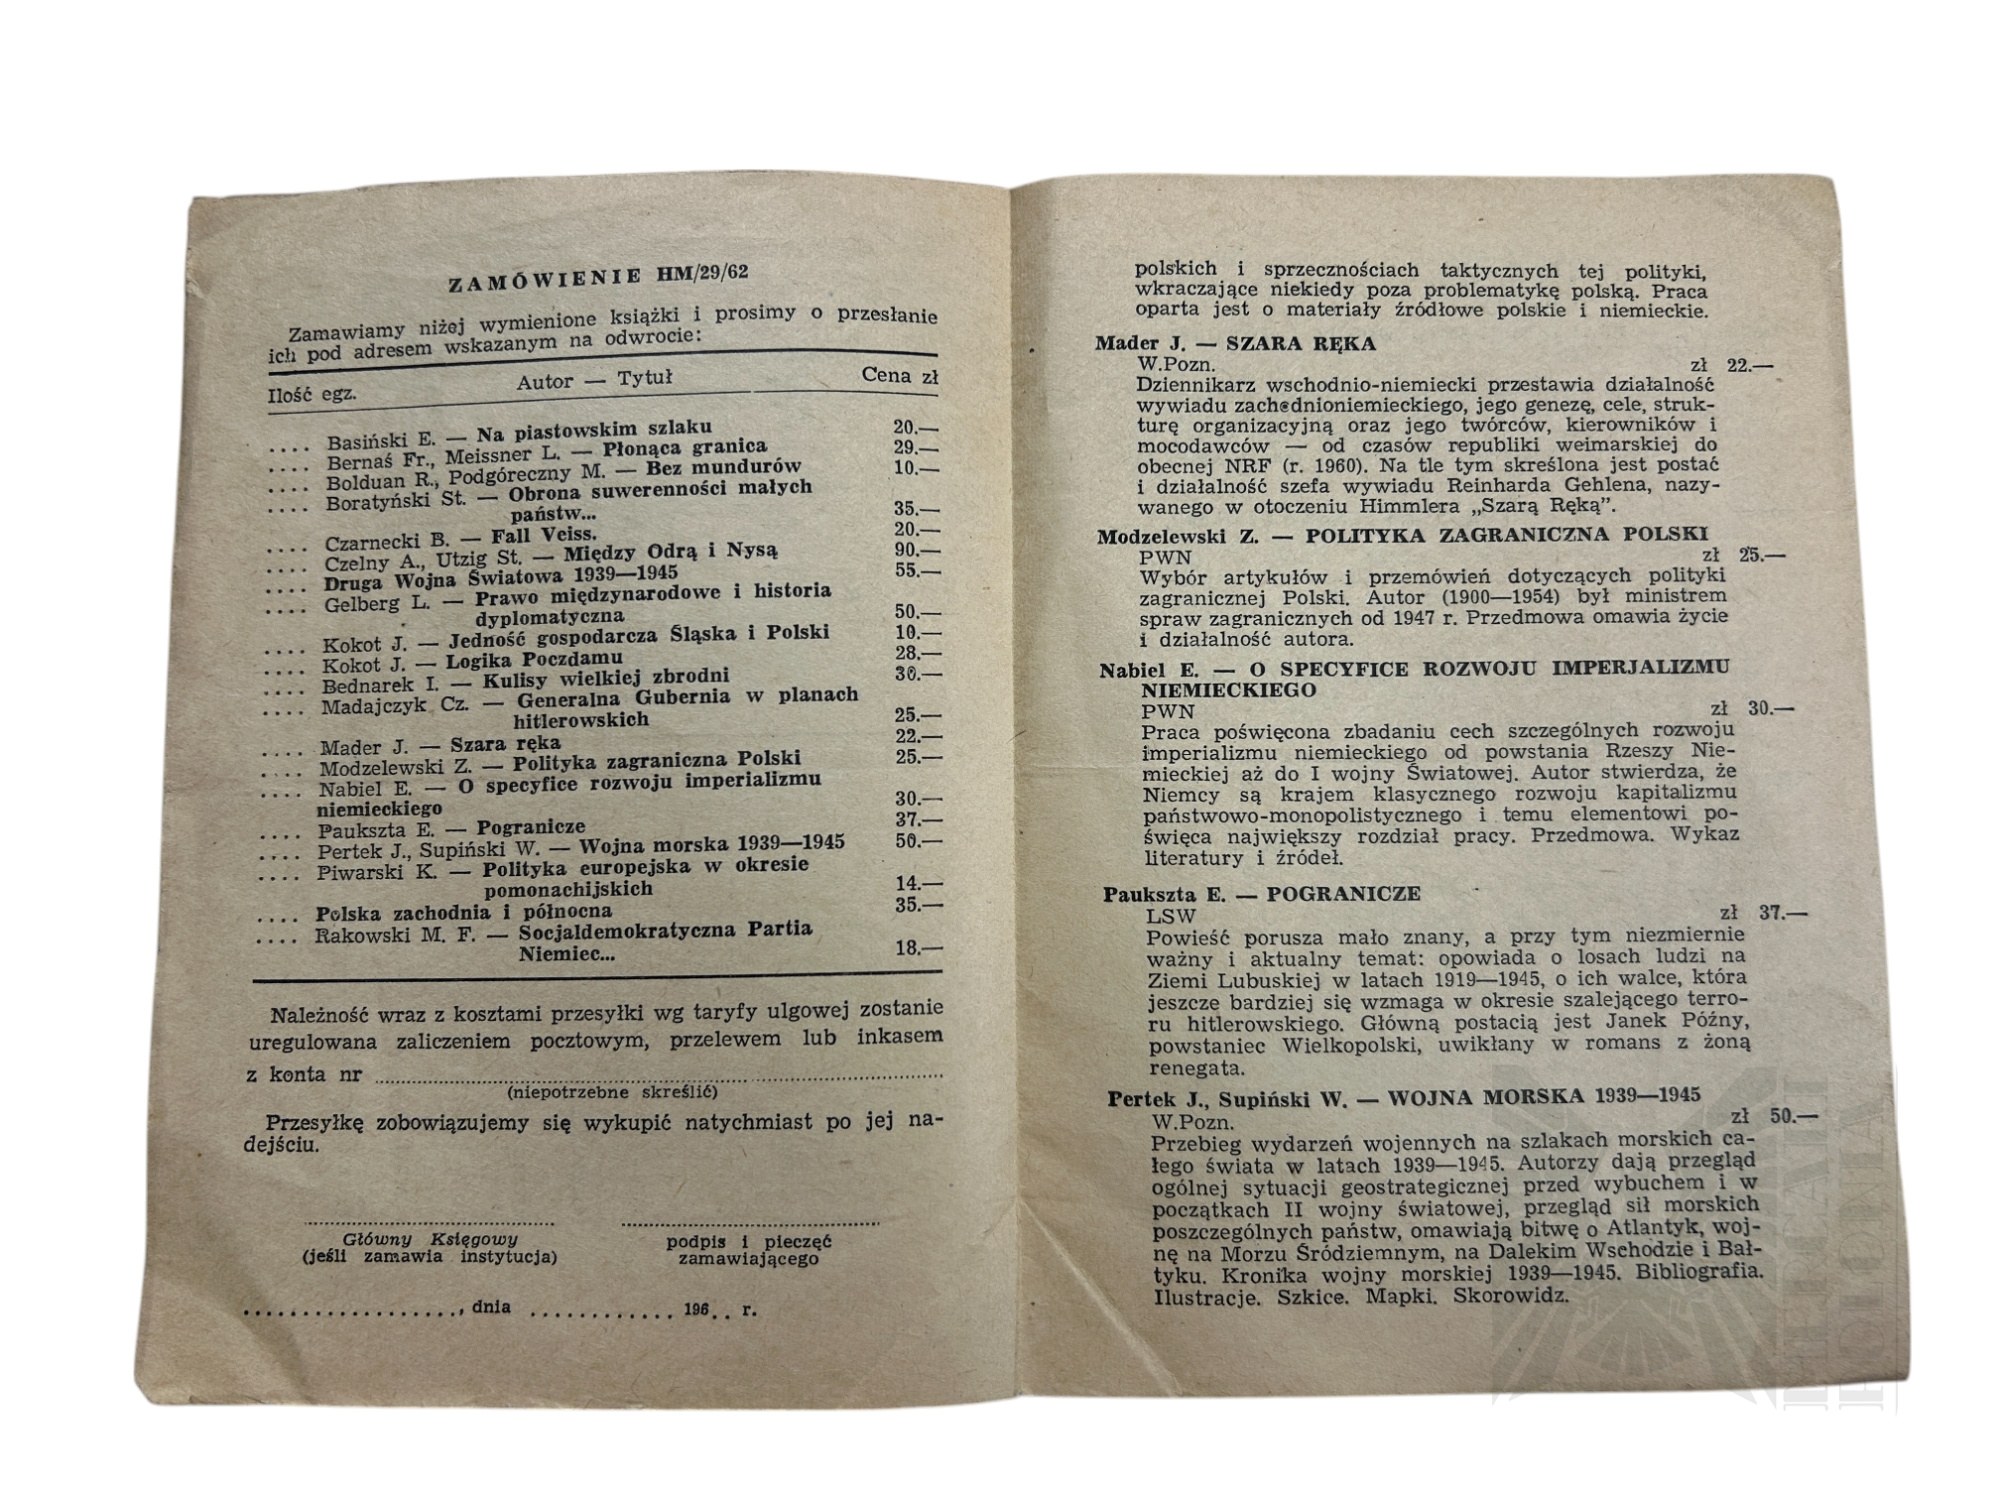 ZAMÓWIENIE HM/29/62
Zamawiamy niżej wymienione książki i prosimy o przesłanie
ich pod adresem wskazanym na odwrocie:
Ilość egz. Autor — Tytuł Cena zł
.... Basiński E. — Na piastowskim szlaku 20.—
.... Bernaś Fr., Meissner L. — Płonąca granica 29.—
.... Bolduan R., Podgóreczny M. — Bez mundurów 10.—
.... Boratyński St. — Obrona suwerenności małych
państw... 35.—
.... Czarnecki B. — Fall Veiss. 20.—
.... Czelny A., Utzig St. — Między Odrą i Nysą 90.—
.... Druga Wojna Światowa 1939—1945 55.—
.... Gelberg L. — Prawo międzynarodowe i historia
dyplomatyczna 50.—
.... Kokot J. — Jedność gospodarcza Śląska i Polski 10.—
.... Kokot J. — Logika Poczdamu 28.—
.... Bednarek I. — Kulisy wielkiej zbrodni 30.—
.... Madajczyk Cz. — Generalna Gubernia w planach
hitlerowskich 25.—
.... Mader J. — Szara ręka 22.—
.... Modzelewski Z. — Polityka zagraniczna Polski 25.—
.... Nabiel E. — O specyfice rozwoju imperializmu
niemieckiego 30.—
.... Paukszta E. — Pogranicze 37.—
.... Pertek J., Supiński W. — Wojna morska 1939—1945 50.—
.... Piwarski K. — Polityka europejska w okresie
pomonachijskich 14.—
.... Polska zachodnia i północna 35.—
.... Rakowski M. F. — Socjaldemokratyczna Partia
Niemiec... 18.—
Należność wraz z kosztami przesyłki wg taryfy ulgowej zostanie
uregulowana zaliczeniem pocztowym, przelewem lub inkasem
z konta nr ....................
(niepotrzebne skreślić)
Przesyłkę zobowiązujemy się wykupić natychmiast po jej na-
dejściu.
Główny Księgowy
(jeśli zamawia instytucja)
podpis i pieczęć
zamawiającego
...................., dnia ............. 196.. r.
polskich i sprzecznościach taktycznych tej polityki,
wkraczające niekiedy poza problematykę polską. Praca
oparta jest o materiały źródłowe polskie i niemieckie.
Mader J. — SZARA RĘKA
W.Pozn. zł 22.—
Dziennikarz wschodnio-niemiecki przestawia działalność
wywiadu zachodnioniemieckiego, jego genezę, cele, struk-
turę organizacyjną oraz jego twórców, kierowników i
mocodawców — od czasów republiki weimarskiej do
obecnej NRF (r. 1960). Na tle tym skreślona jest postać
i działalność szefa wywiadu Reinharda Gehlena, nazy-
wanego w otoczeniu Himmlera „Szarą Ręką".
Modzelewski Z. — POLITYKA ZAGRANICZNA POLSKI
PWN zł 25.—
Wybór artykułów i przemówień dotyczących polityki
zagranicznej Polski. Autor (1900—1954) był ministrem
spraw zagranicznych od 1947 r. Przedmowa omawia życie
i działalność autora.
Nabiel E. — O SPECYFICE ROZWOJU IMPERJALIZMU
NIEMIECKIEGO
PWN zł 30.—
Praca poświęcona zbadaniu cech szczególnych rozwoju
imperializmu niemieckiego od powstania Rzeszy Nie-
mieckiej aż do I wojny Światowej. Autor stwierdza, że
Niemcy są krajem klasycznego rozwoju kapitalizmu
państwowo-monopolistycznego i temu elementowi po-
święca największy rozdział pracy. Przedmowa. Wykaz
literatury i źródeł.
Paukszta E. — POGRANICZE
LSW zł 37.—
Powieść porusza mało znany, a przy tym niezmiernie
ważny i aktualny temat: opowiada o losach ludzi na
Ziemi Lubuskiej w latach 1919—1945, o ich walce, która
jeszcze bardziej się wzmaga w okresie szalejącego terro-
ru hitlerowskiego. Główną postacią jest Janek Późny,
powstaniec Wielkopolski, uwikłany w romans z żoną
renegata.
Pertek J., Supiński W. — WOJNA MORSKA 1939—1945
W.Pozn. zł 50.—
Przebieg wydarzeń wojennych na szlakach morskich ca-
łego świata w latach 1939—1945. Autorzy dają przegląd
ogólnej sytuacji geostrategicznej przed wybuchem i w
początkach II wojny światowej, przegląd sił morskich
poszczególnych państw, omawiają bitwę o Atlantyk, woj-
nę na Morzu Śródziemnym, na Dalekim Wschodzie i Bał-
tyku. Kronika wojny morskiej 1939—1945. Bibliografia.
Ilustracje. Szkice. Mapki. Skorowidz.